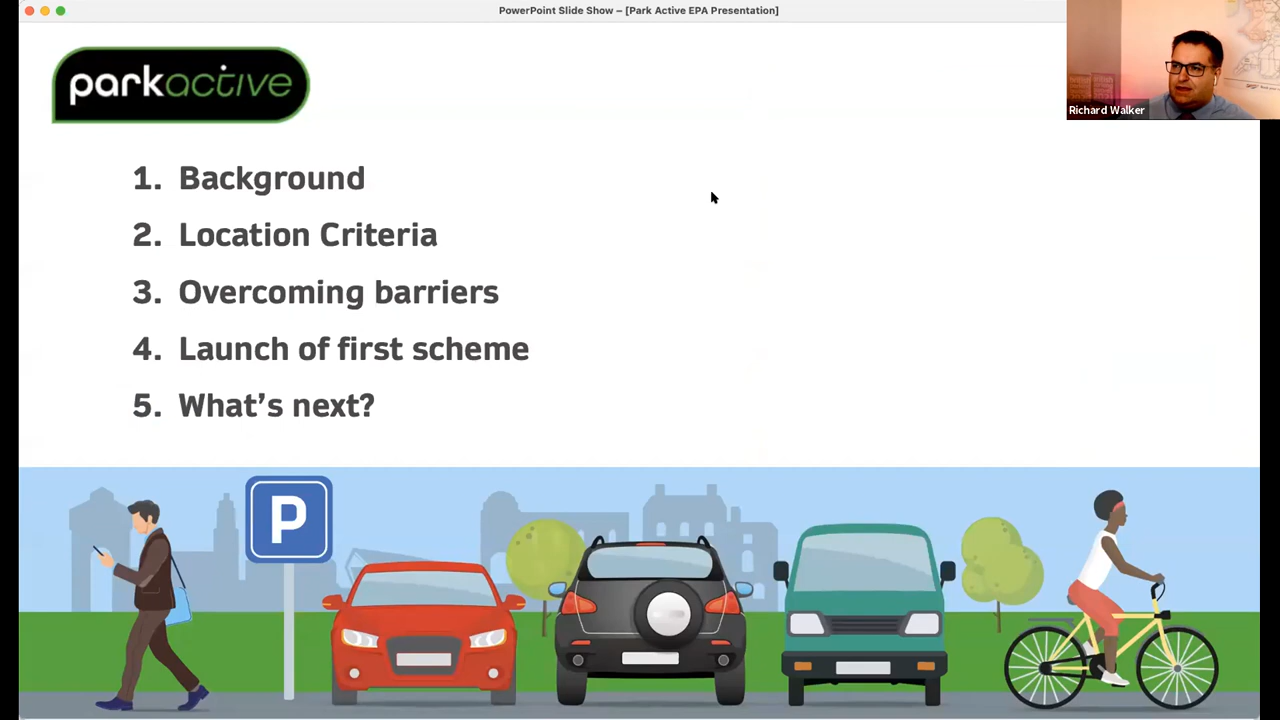 PowerPoint Slide Show – [Park Active EPA Presentation]
parkactive
Richard Walker
1. Background
2. Location Criteria
3. Overcoming barriers
4. Launch of first scheme
5. What's next?
P